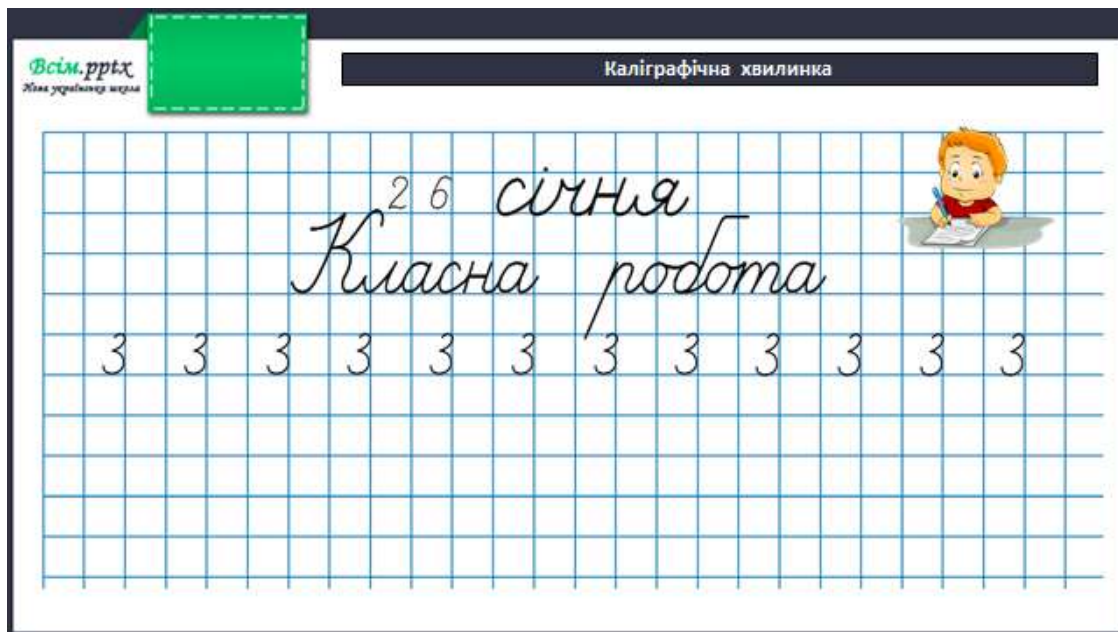 Всім.pptx
Нова українська школа
Каліграфічна хвилинка
26 січня
Класна робота
3 3 3 3 3 3 3 3 3 3 3 3